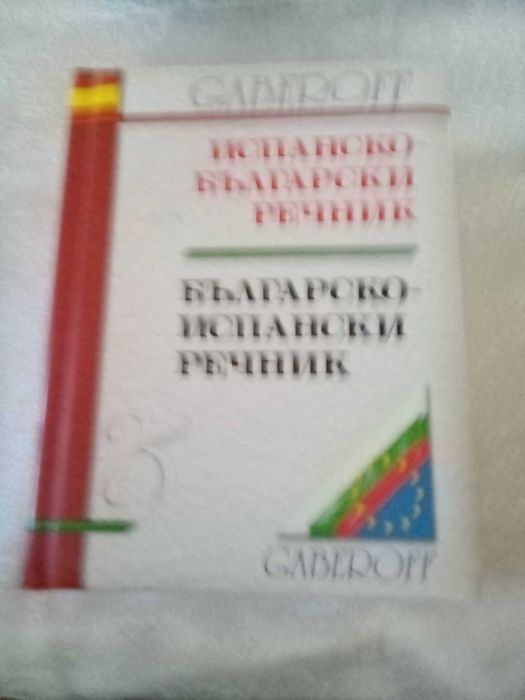 GABEROFF
ИСПАНСКО-
БЪЛГАРСКИ
РЕЧНИК
БЪЛГАРСКО-
ИСПАНСКИ
РЕЧНИК
GABEROFF